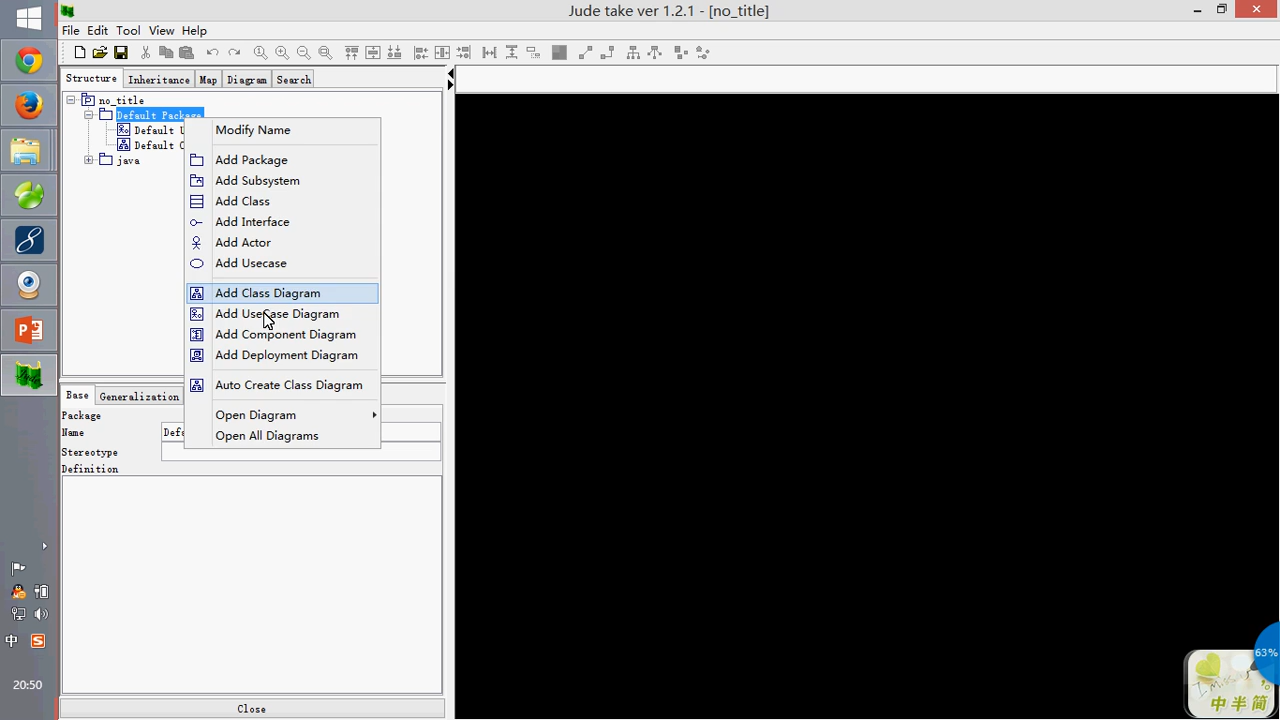 Jude take ver 1.2.1 - [no_title]
File Edit Tool View Help
Structure Inheritance Map Diagram Search
no_title
Default Package
Default U
Default C
java
Modify Name
Add Package
Add Subsystem
Add Class
Add Interface
Add Actor
Add Usecase
Add Class Diagram
Add UseCase Diagram
Add Component Diagram
Add Deployment Diagram
Auto Create Class Diagram
Open Diagram
Open All Diagrams
Base Generalization
Package
Name Defa
Stereotype
Definition
Close
中
20:50
63%
中半简